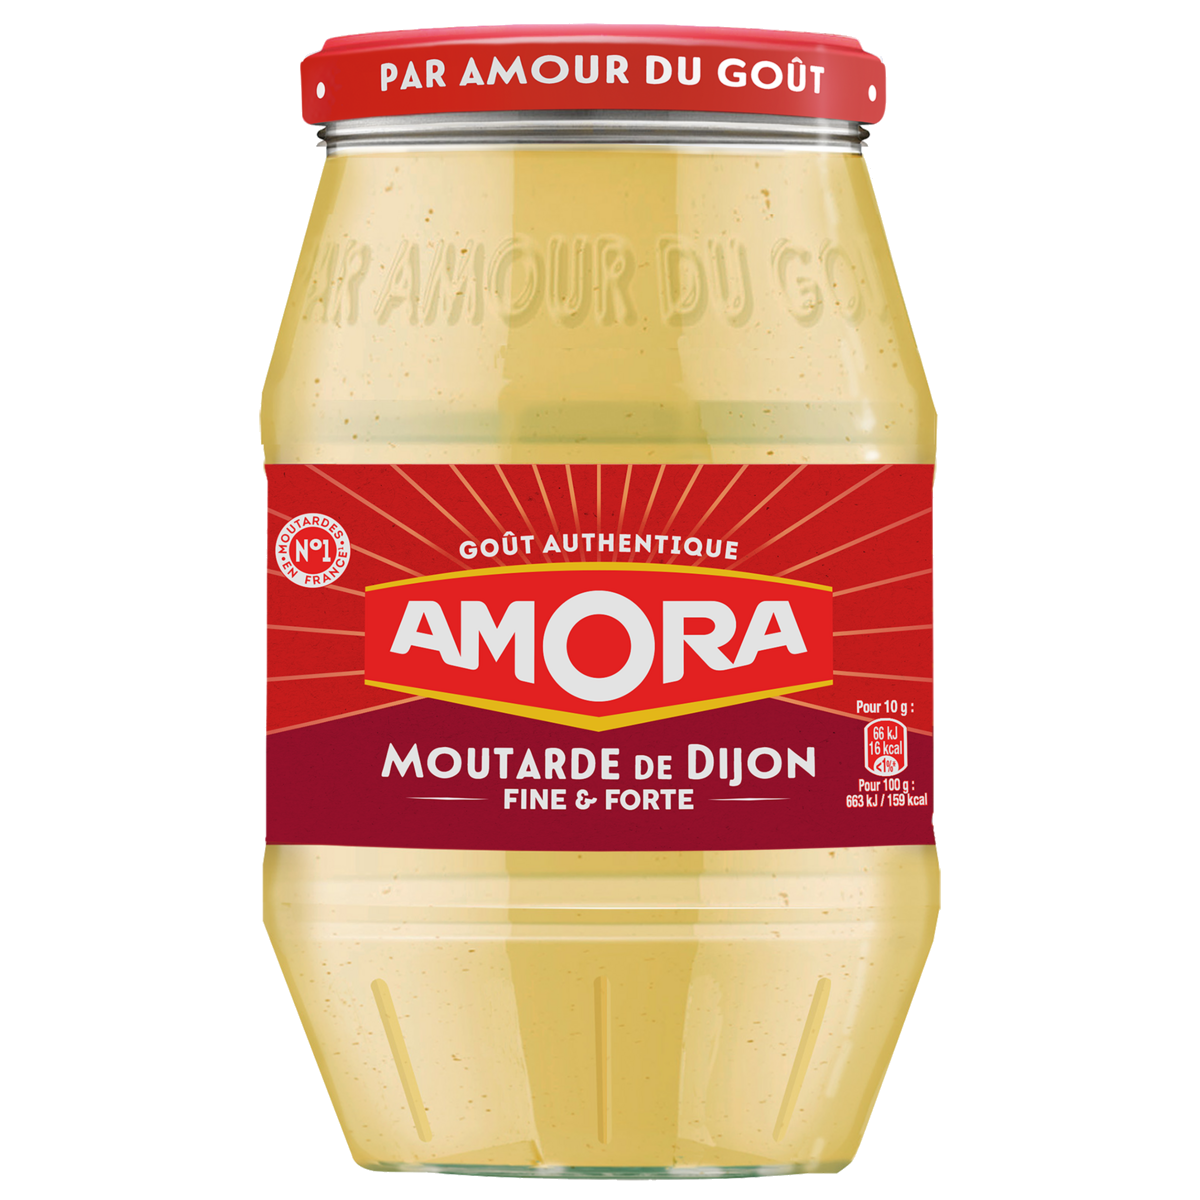 PAR AMOUR DU GOÛT
AR AMOUR DU GO
MOUTARDES
N°1
EN FRANCE
GOÛT AUTHENTIQUE
AMORA
MOUTARDE DE DIJON
FINE & FORTE
Pour 10 g :
66 kJ
16 kcal
<1%*
Pour 100 g :
663 kJ / 159 kcal